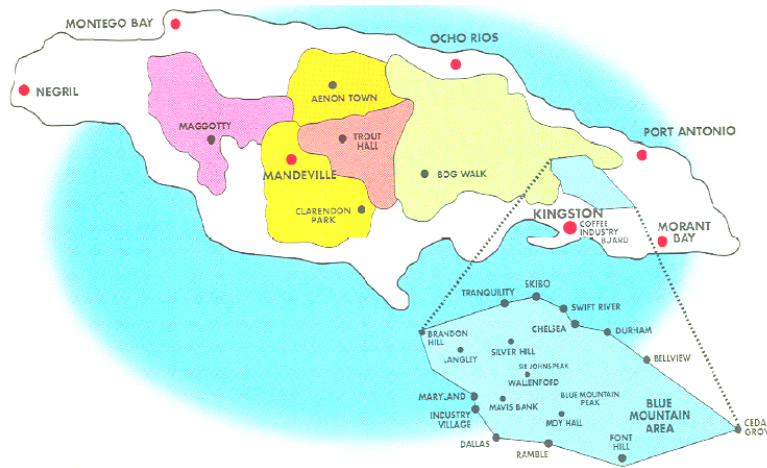 MONTEGO BAY
OCHO RIOS
NEGRIL
AENON TOWN
MAGGOTTY
TROUT
HALL
PORT ANTONIO
MANDEVILLE
BOG WALK
CLARENDON
PARK
KINGSTON
COFFEE
INDUSTRY
BOARD
MORANT
BAY
SKIBO
TRANQUILITY
SWIFT RIVER
CHELSEA
DURHAM
BRANDON
HILL
SILVER HILL
LANGLEY
BELLVIEW
SIR JOHNS PEAK
WALLENFORD
MARYLAND
MAVIS BANK
BLUE MOUNTAIN
PEAK
BLUE
MOUNTAIN
AREA
INDUSTRY
VILLAGE
MOY HALL
CEDA
GROV
DALLAS
RAMBLE
FONT
HILL